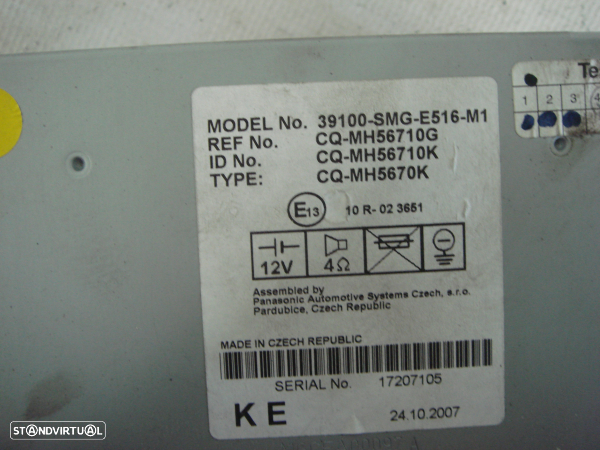 Te
1 2 3 4
MODEL No. 39100-SMG-E516-M1
REF No. CQ-MH56710G
ID No. CQ-MH56710K
TYPE: CQ-MH5670K
E13 10 R- 02 3651
12V 4Ω
Assembled by
Panasonic Automotive Systems Czech, s.r.o.
Pardubice, Czech Republic
MADE IN CZECH REPUBLIC
SERIAL No. 17207105
K E 24.10.2007
STANDVIRTUAL